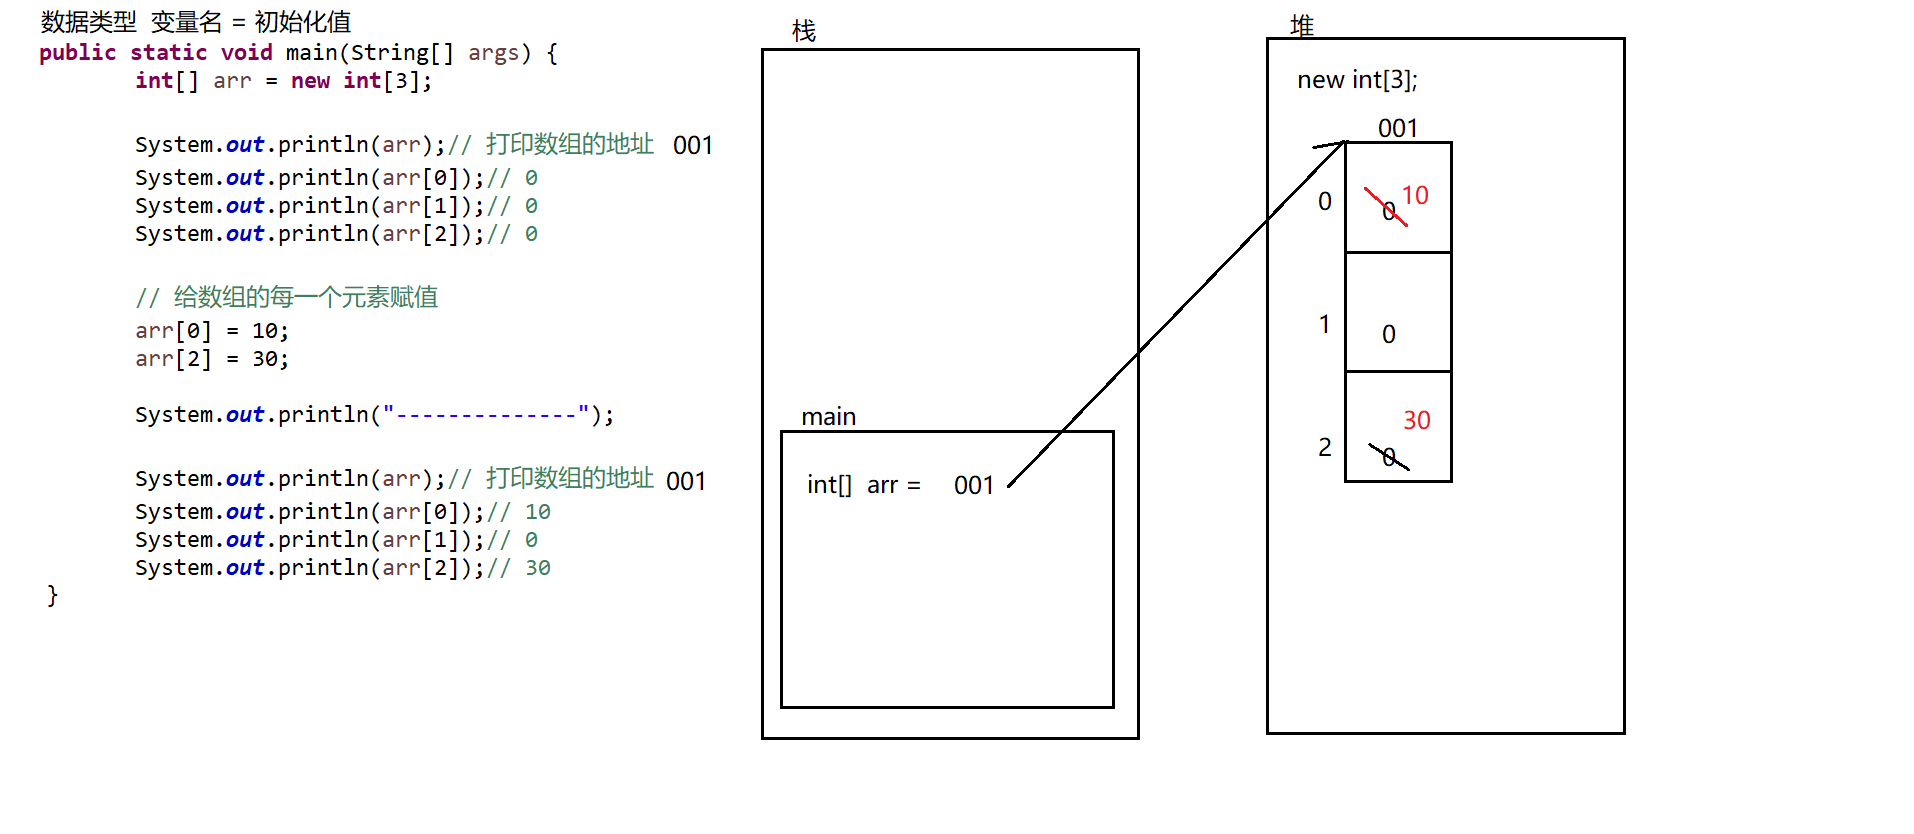 数据类型 变量名 = 初始化值
public static void main(String[] args) {
int[] arr = new int[3];
System.out.println(arr);// 打印数组的地址 001
System.out.println(arr[0]);// 0
System.out.println(arr[1]);// 0
System.out.println(arr[2]);// 0
// 给数组的每一个元素赋值
arr[0] = 10;
arr[2] = 30;
System.out.println("--------------");
System.out.println(arr);// 打印数组的地址 001
System.out.println(arr[0]);// 10
System.out.println(arr[1]);// 0
System.out.println(arr[2]);// 30
}
栈
main
int[] arr = 001
堆
new int[3];
001
0 0 10
1 0
30
2 0